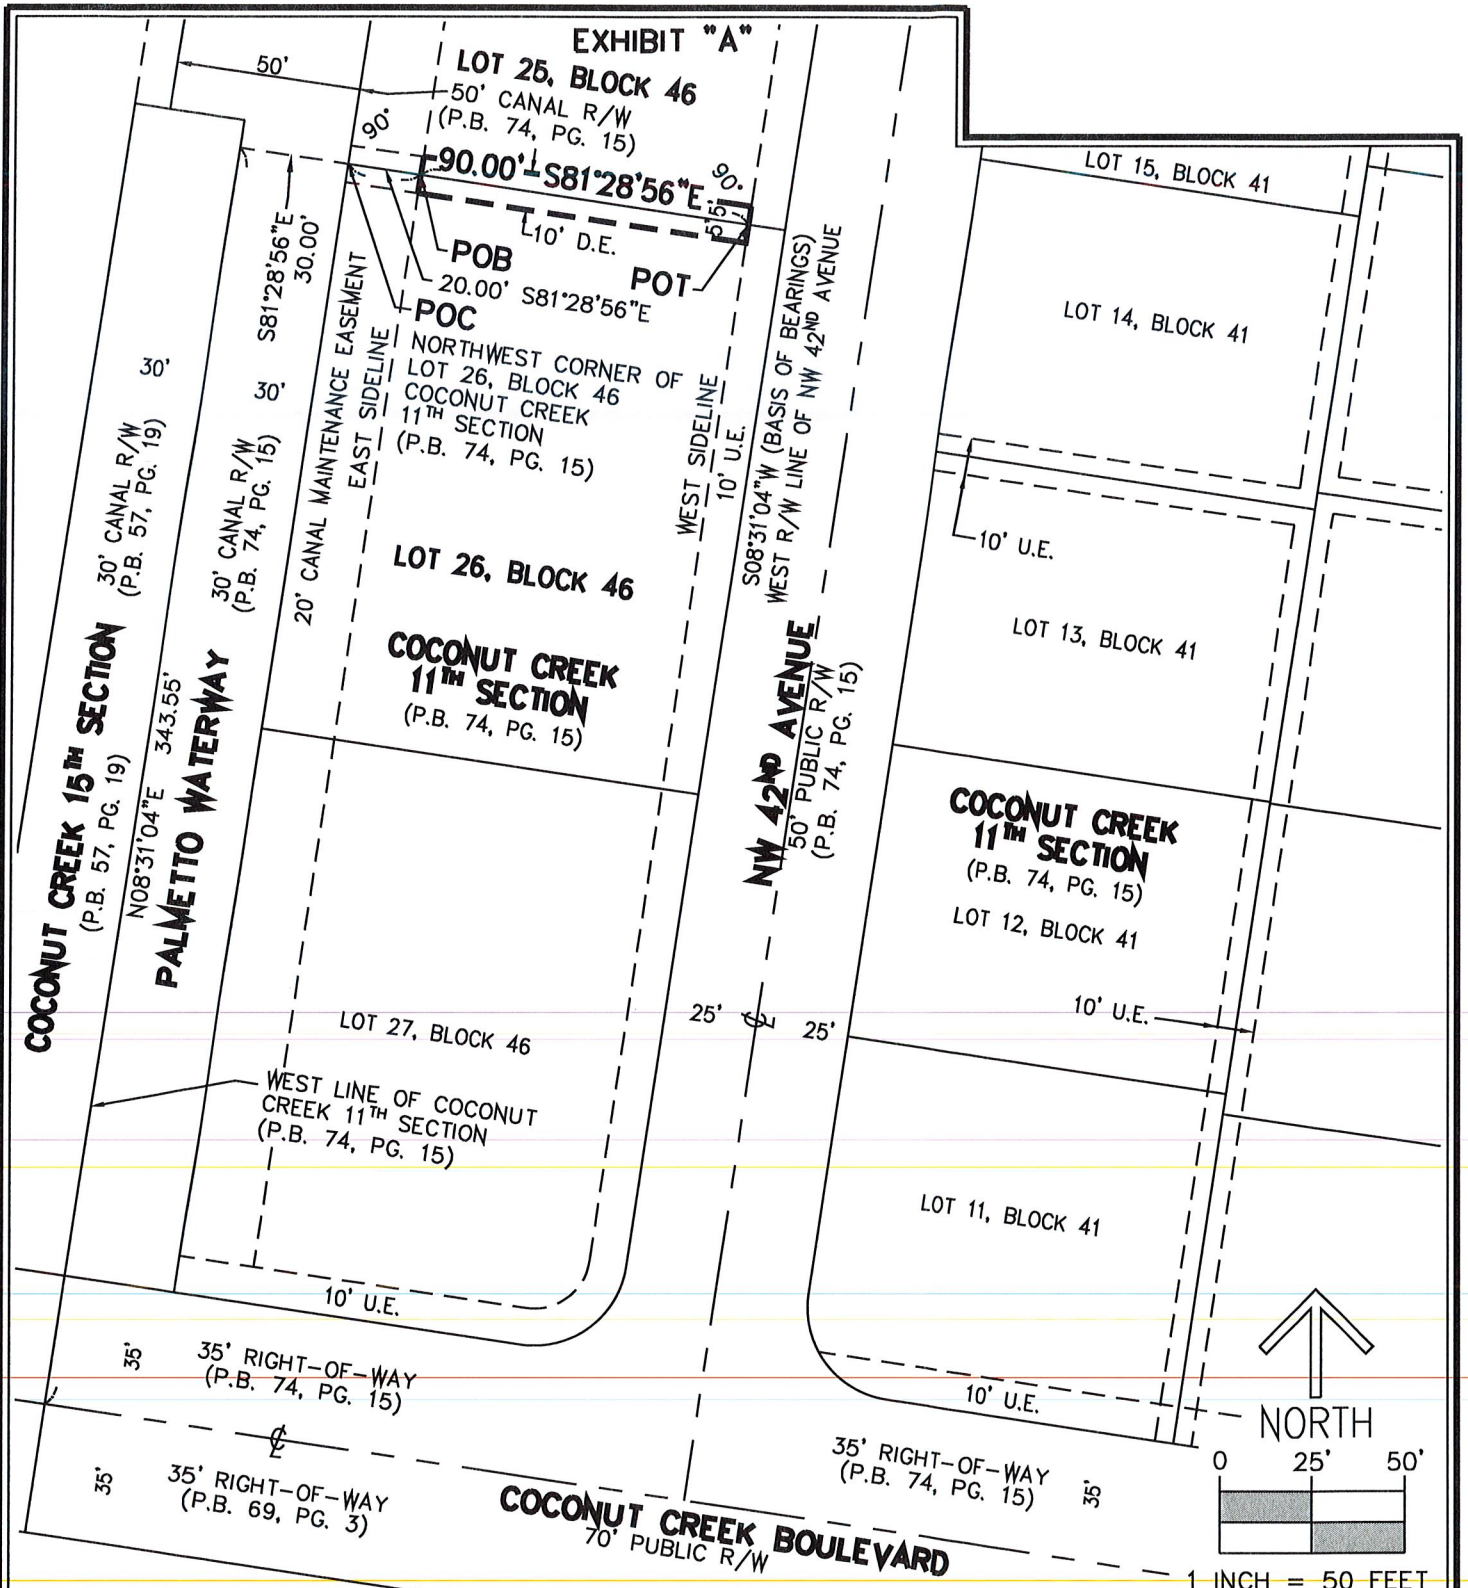 EXHIBIT "A"
50'
LOT 25, BLOCK 46
50' CANAL R/W
(P.B. 74, PG. 15)
90°
90.00' S81°28'56"E
90°
5'
5'
10' D.E.
POB
POT
20.00' S81°28'56"E
POC
NORTHWEST CORNER OF
LOT 26, BLOCK 46
COCONUT CREEK
11TH SECTION
(P.B. 74, PG. 15)
S81°28'56"E
30.00'
30'
30'
30' CANAL R/W
(P.B. 57, PG. 19)
30' CANAL R/W
(P.B. 74, PG. 15)
20' CANAL MAINTENANCE EASEMENT
EAST SIDELINE
WEST SIDELINE
10' U.E.
S08°31'04"W (BASIS OF BEARINGS)
WEST R/W LINE OF NW 42ND AVENUE
LOT 15, BLOCK 41
LOT 14, BLOCK 41
10' U.E.
LOT 13, BLOCK 41
LOT 26, BLOCK 46
COCONUT CREEK
11TH SECTION
(P.B. 74, PG. 15)
COCONUT CREEK 15TH SECTION
(P.B. 57, PG. 19)
N08°31'04"E 343.55'
PALMETTO WATERWAY
NW 42ND AVENUE
50' PUBLIC R/W
(P.B. 74, PG. 15)
COCONUT CREEK
11TH SECTION
(P.B. 74, PG. 15)
LOT 12, BLOCK 41
10' U.E.
25'
℄
25'
LOT 27, BLOCK 46
WEST LINE OF COCONUT
CREEK 11TH SECTION
(P.B. 74, PG. 15)
LOT 11, BLOCK 41
10' U.E.
35'
35' RIGHT-OF-WAY
(P.B. 74, PG. 15)
10' U.E.
℄
35'
35' RIGHT-OF-WAY
(P.B. 69, PG. 3)
35' RIGHT-OF-WAY
(P.B. 74, PG. 15)
35'
COCONUT CREEK BOULEVARD
70' PUBLIC R/W
NORTH
0 25' 50'
1 INCH = 50 FEET